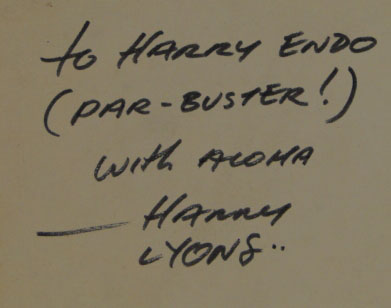 to HARRY ENDO
(PAR-BUSTER!)
with ALOHA
— HARRY
LYONS..